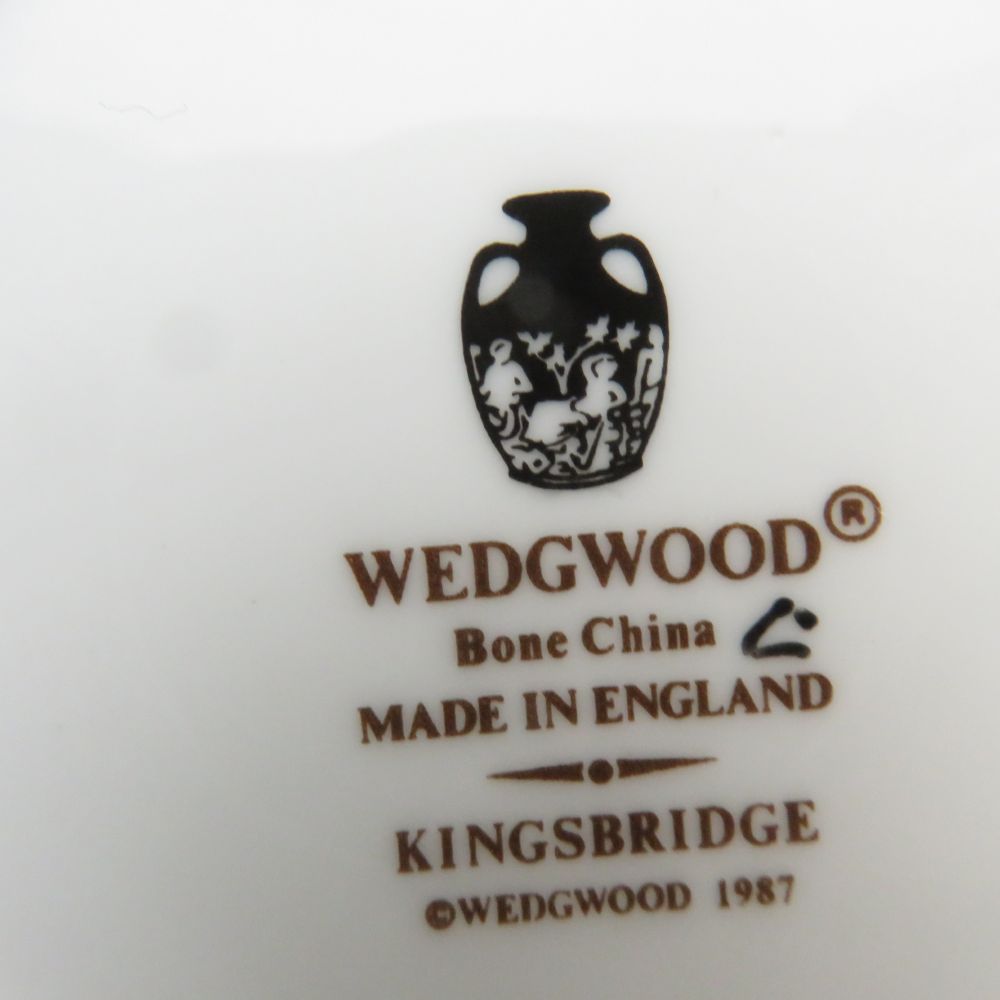 WEDGWOOD®
Bone China
MADE IN ENGLAND
KINGSBRIDGE
©WEDGWOOD 1987